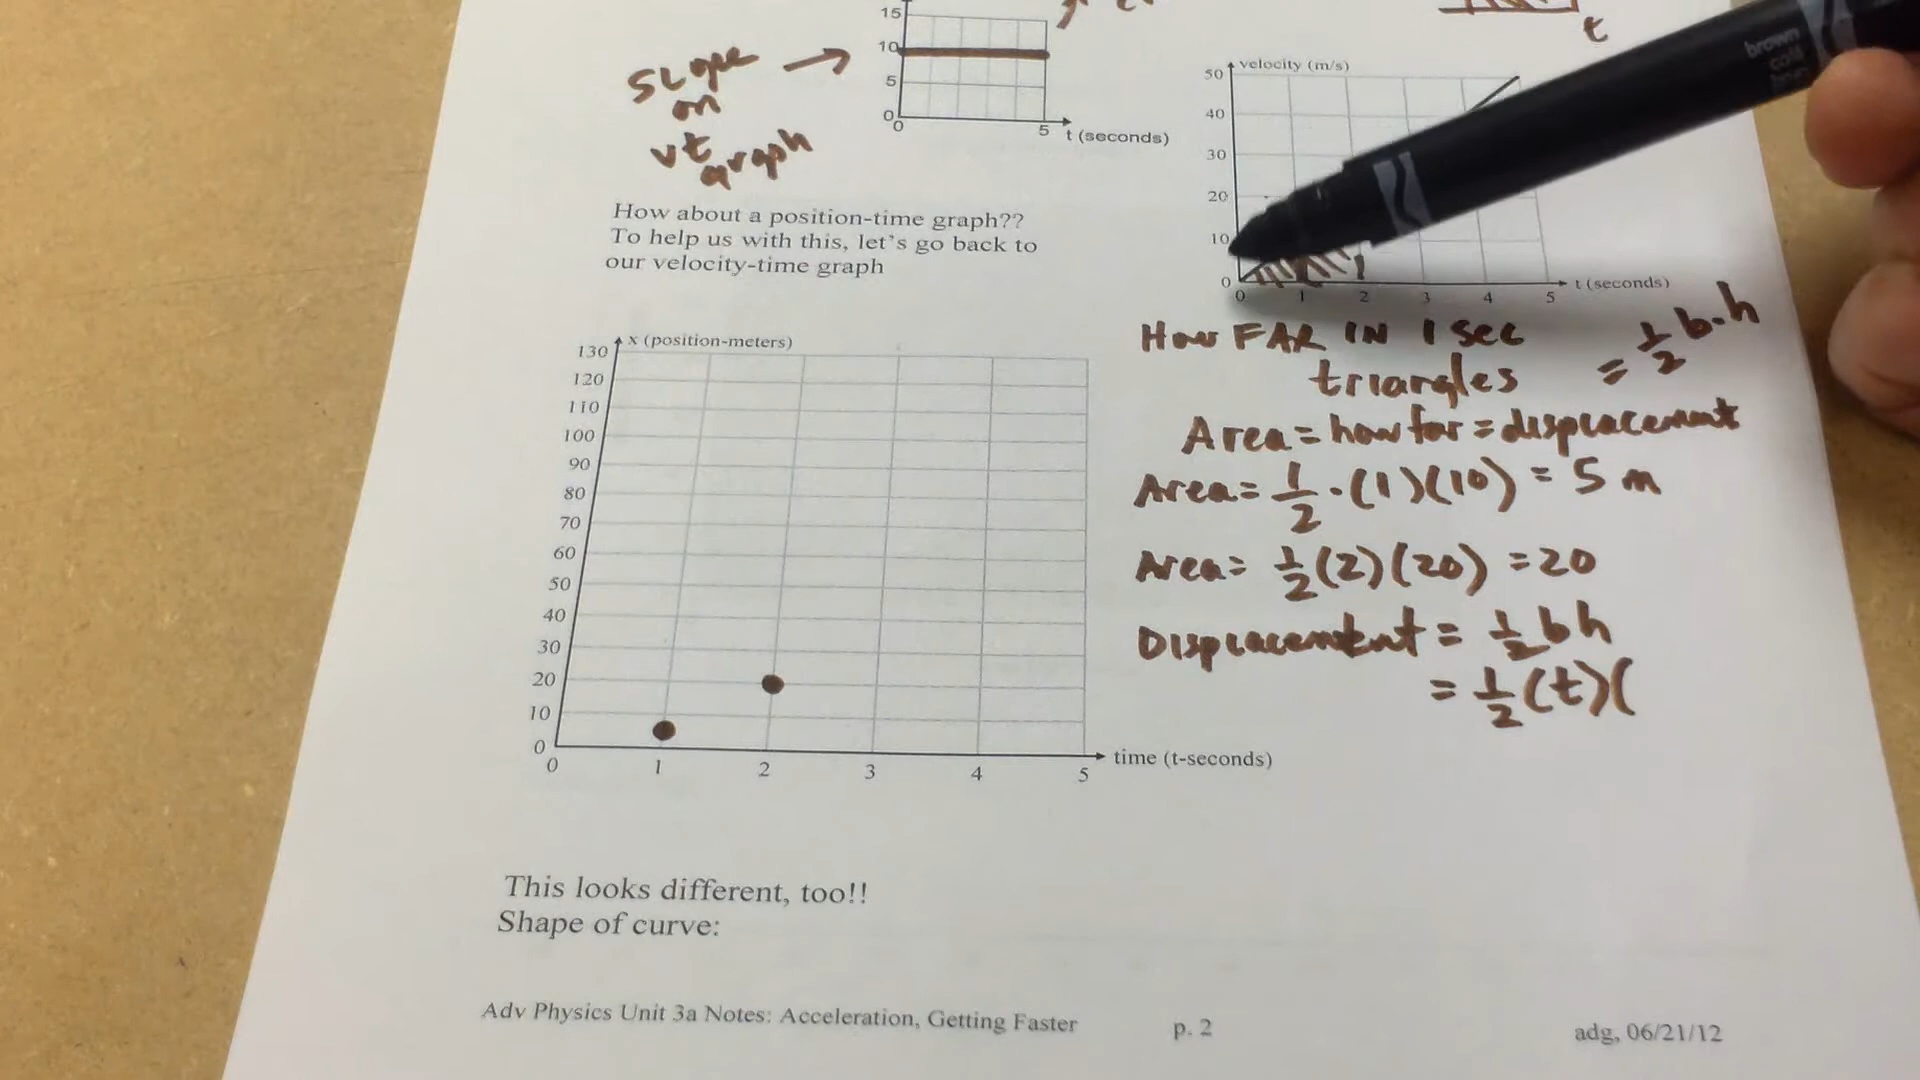 15
10
5
0
0
5
t (seconds)
slope →
on
vt
graph
t
velocity (m/s)
50
40
30
20
10
0
0 1 2 3 4 5
t (seconds)
brown
How about a position-time graph??
To help us with this, let's go back to
our velocity-time graph
x (position-meters)
130
120
110
100
90
80
70
60
50
40
30
20
10
0
0 1 2 3 4 5
time (t-seconds)
How FAR IN 1 sec
triangles = 1/2 b·h
Area = how far = displacement
Area = 1/2 · (1)(10) = 5 m
Area = 1/2 (2)(20) = 20
Displacement = 1/2 bh
= 1/2 (t)(
This looks different, too!!
Shape of curve:
Adv Physics Unit 3a Notes: Acceleration, Getting Faster p. 2 adg, 06/21/12